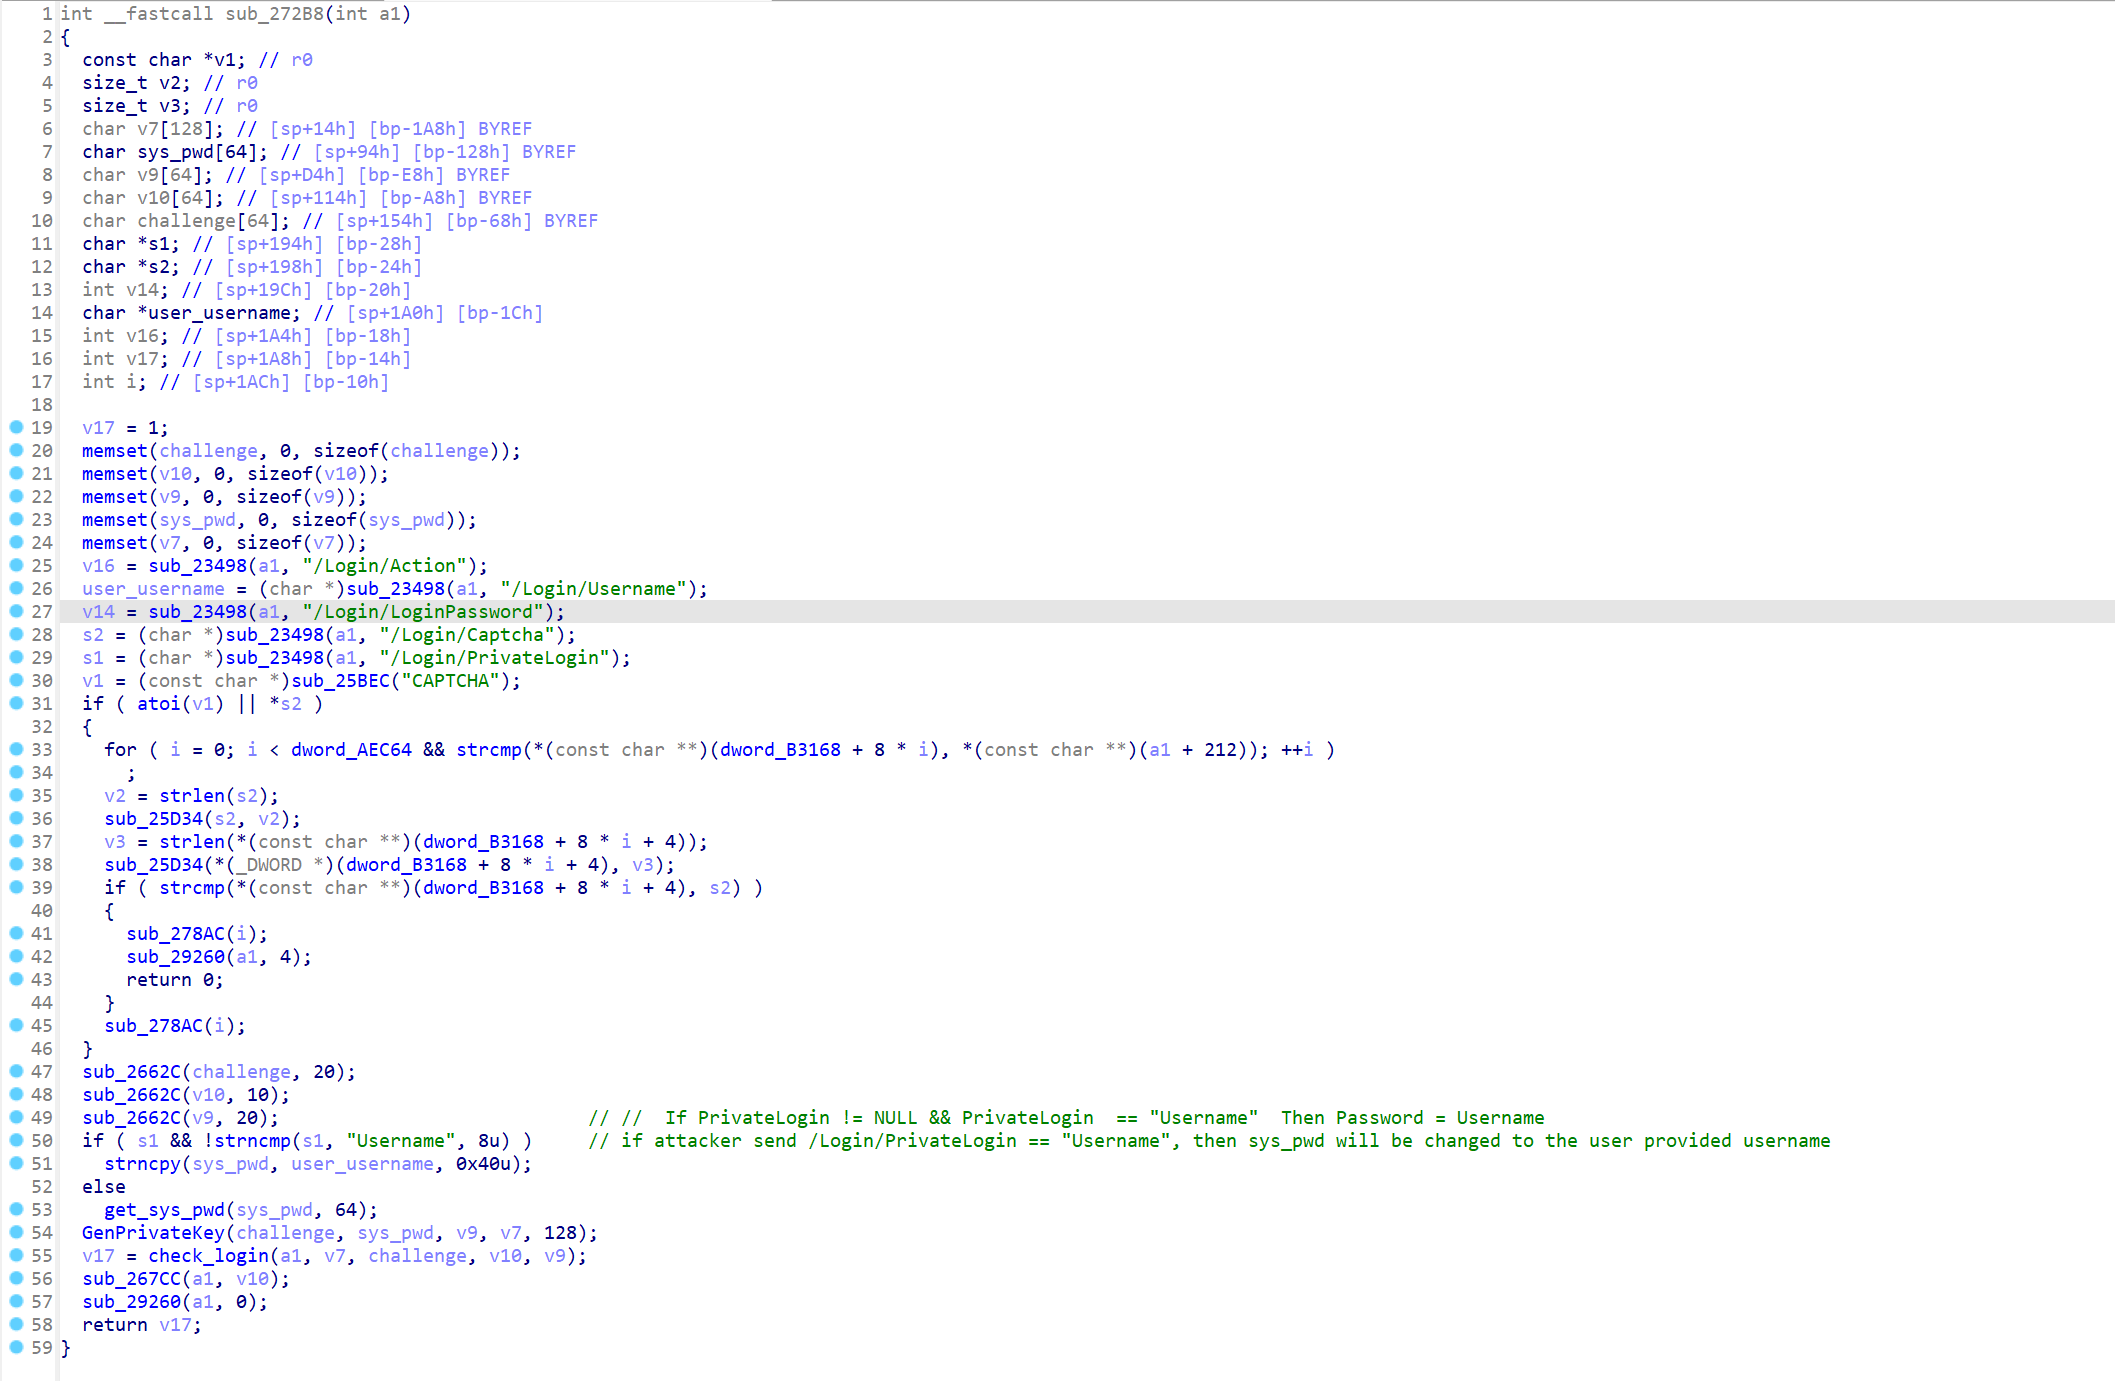 1 int __fastcall sub_272B8(int a1)
2 {
3 const char *v1; // r0
4 size_t v2; // r0
5 size_t v3; // r0
6 char v7[128]; // [sp+14h] [bp-1A8h] BYREF
7 char sys_pwd[64]; // [sp+94h] [bp-128h] BYREF
8 char v9[64]; // [sp+D4h] [bp-E8h] BYREF
9 char v10[64]; // [sp+114h] [bp-A8h] BYREF
10 char challenge[64]; // [sp+154h] [bp-68h] BYREF
11 char *s1; // [sp+194h] [bp-28h]
12 char *s2; // [sp+198h] [bp-24h]
13 int v14; // [sp+19Ch] [bp-20h]
14 char *user_username; // [sp+1A0h] [bp-1Ch]
15 int v16; // [sp+1A4h] [bp-18h]
16 int v17; // [sp+1A8h] [bp-14h]
17 int i; // [sp+1ACh] [bp-10h]
18
19 v17 = 1;
20 memset(challenge, 0, sizeof(challenge));
21 memset(v10, 0, sizeof(v10));
22 memset(v9, 0, sizeof(v9));
23 memset(sys_pwd, 0, sizeof(sys_pwd));
24 memset(v7, 0, sizeof(v7));
25 v16 = sub_23498(a1, "/Login/Action");
26 user_username = (char *)sub_23498(a1, "/Login/Username");
27 v14 = sub_23498(a1, "/Login/LoginPassword");
28 s2 = (char *)sub_23498(a1, "/Login/Captcha");
29 s1 = (char *)sub_23498(a1, "/Login/PrivateLogin");
30 v1 = (const char *)sub_25BEC("CAPTCHA");
31 if ( atoi(v1) || *s2 )
32 {
33 for ( i = 0; i < dword_AEC64 && strcmp(*(const char **)(dword_B3168 + 8 * i), *(const char **)(a1 + 212)); ++i )
34 ;
35 v2 = strlen(s2);
36 sub_25D34(s2, v2);
37 v3 = strlen(*(const char **)(dword_B3168 + 8 * i + 4));
38 sub_25D34(*(_DWORD *)(dword_B3168 + 8 * i + 4), v3);
39 if ( strcmp(*(const char **)(dword_B3168 + 8 * i + 4), s2) )
40 {
41 sub_278AC(i);
42 sub_29260(a1, 4);
43 return 0;
44 }
45 sub_278AC(i);
46 }
47 sub_2662C(challenge, 20);
48 sub_2662C(v10, 10);
49 sub_2662C(v9, 20); // // If PrivateLogin != NULL && PrivateLogin == "Username" Then Password = Username
50 if ( s1 && !strncmp(s1, "Username", 8u) ) // if attacker send /Login/PrivateLogin == "Username", then sys_pwd will be changed to the user provided username
51 strncpy(sys_pwd, user_username, 0x40u);
52 else
53 get_sys_pwd(sys_pwd, 64);
54 GenPrivateKey(challenge, sys_pwd, v9, v7, 128);
55 v17 = check_login(a1, v7, challenge, v10, v9);
56 sub_267CC(a1, v10);
57 sub_29260(a1, 0);
58 return v17;
59 }